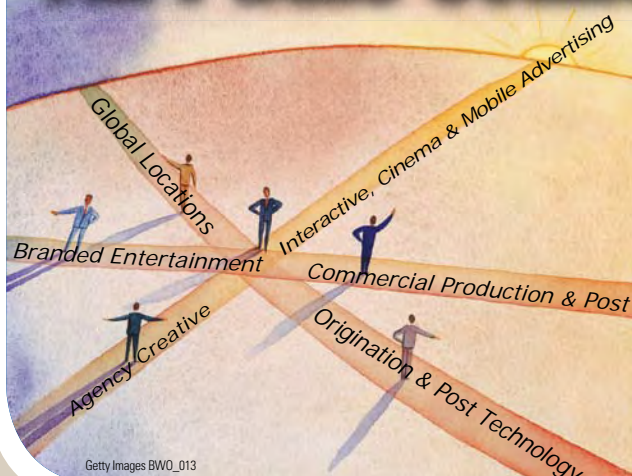 Global Locations
Interactive, Cinema & Mobile Advertising
Branded Entertainment
Commercial Production & Post
Agency Creative
Origination & Post Technology
Getty Images BWO_013